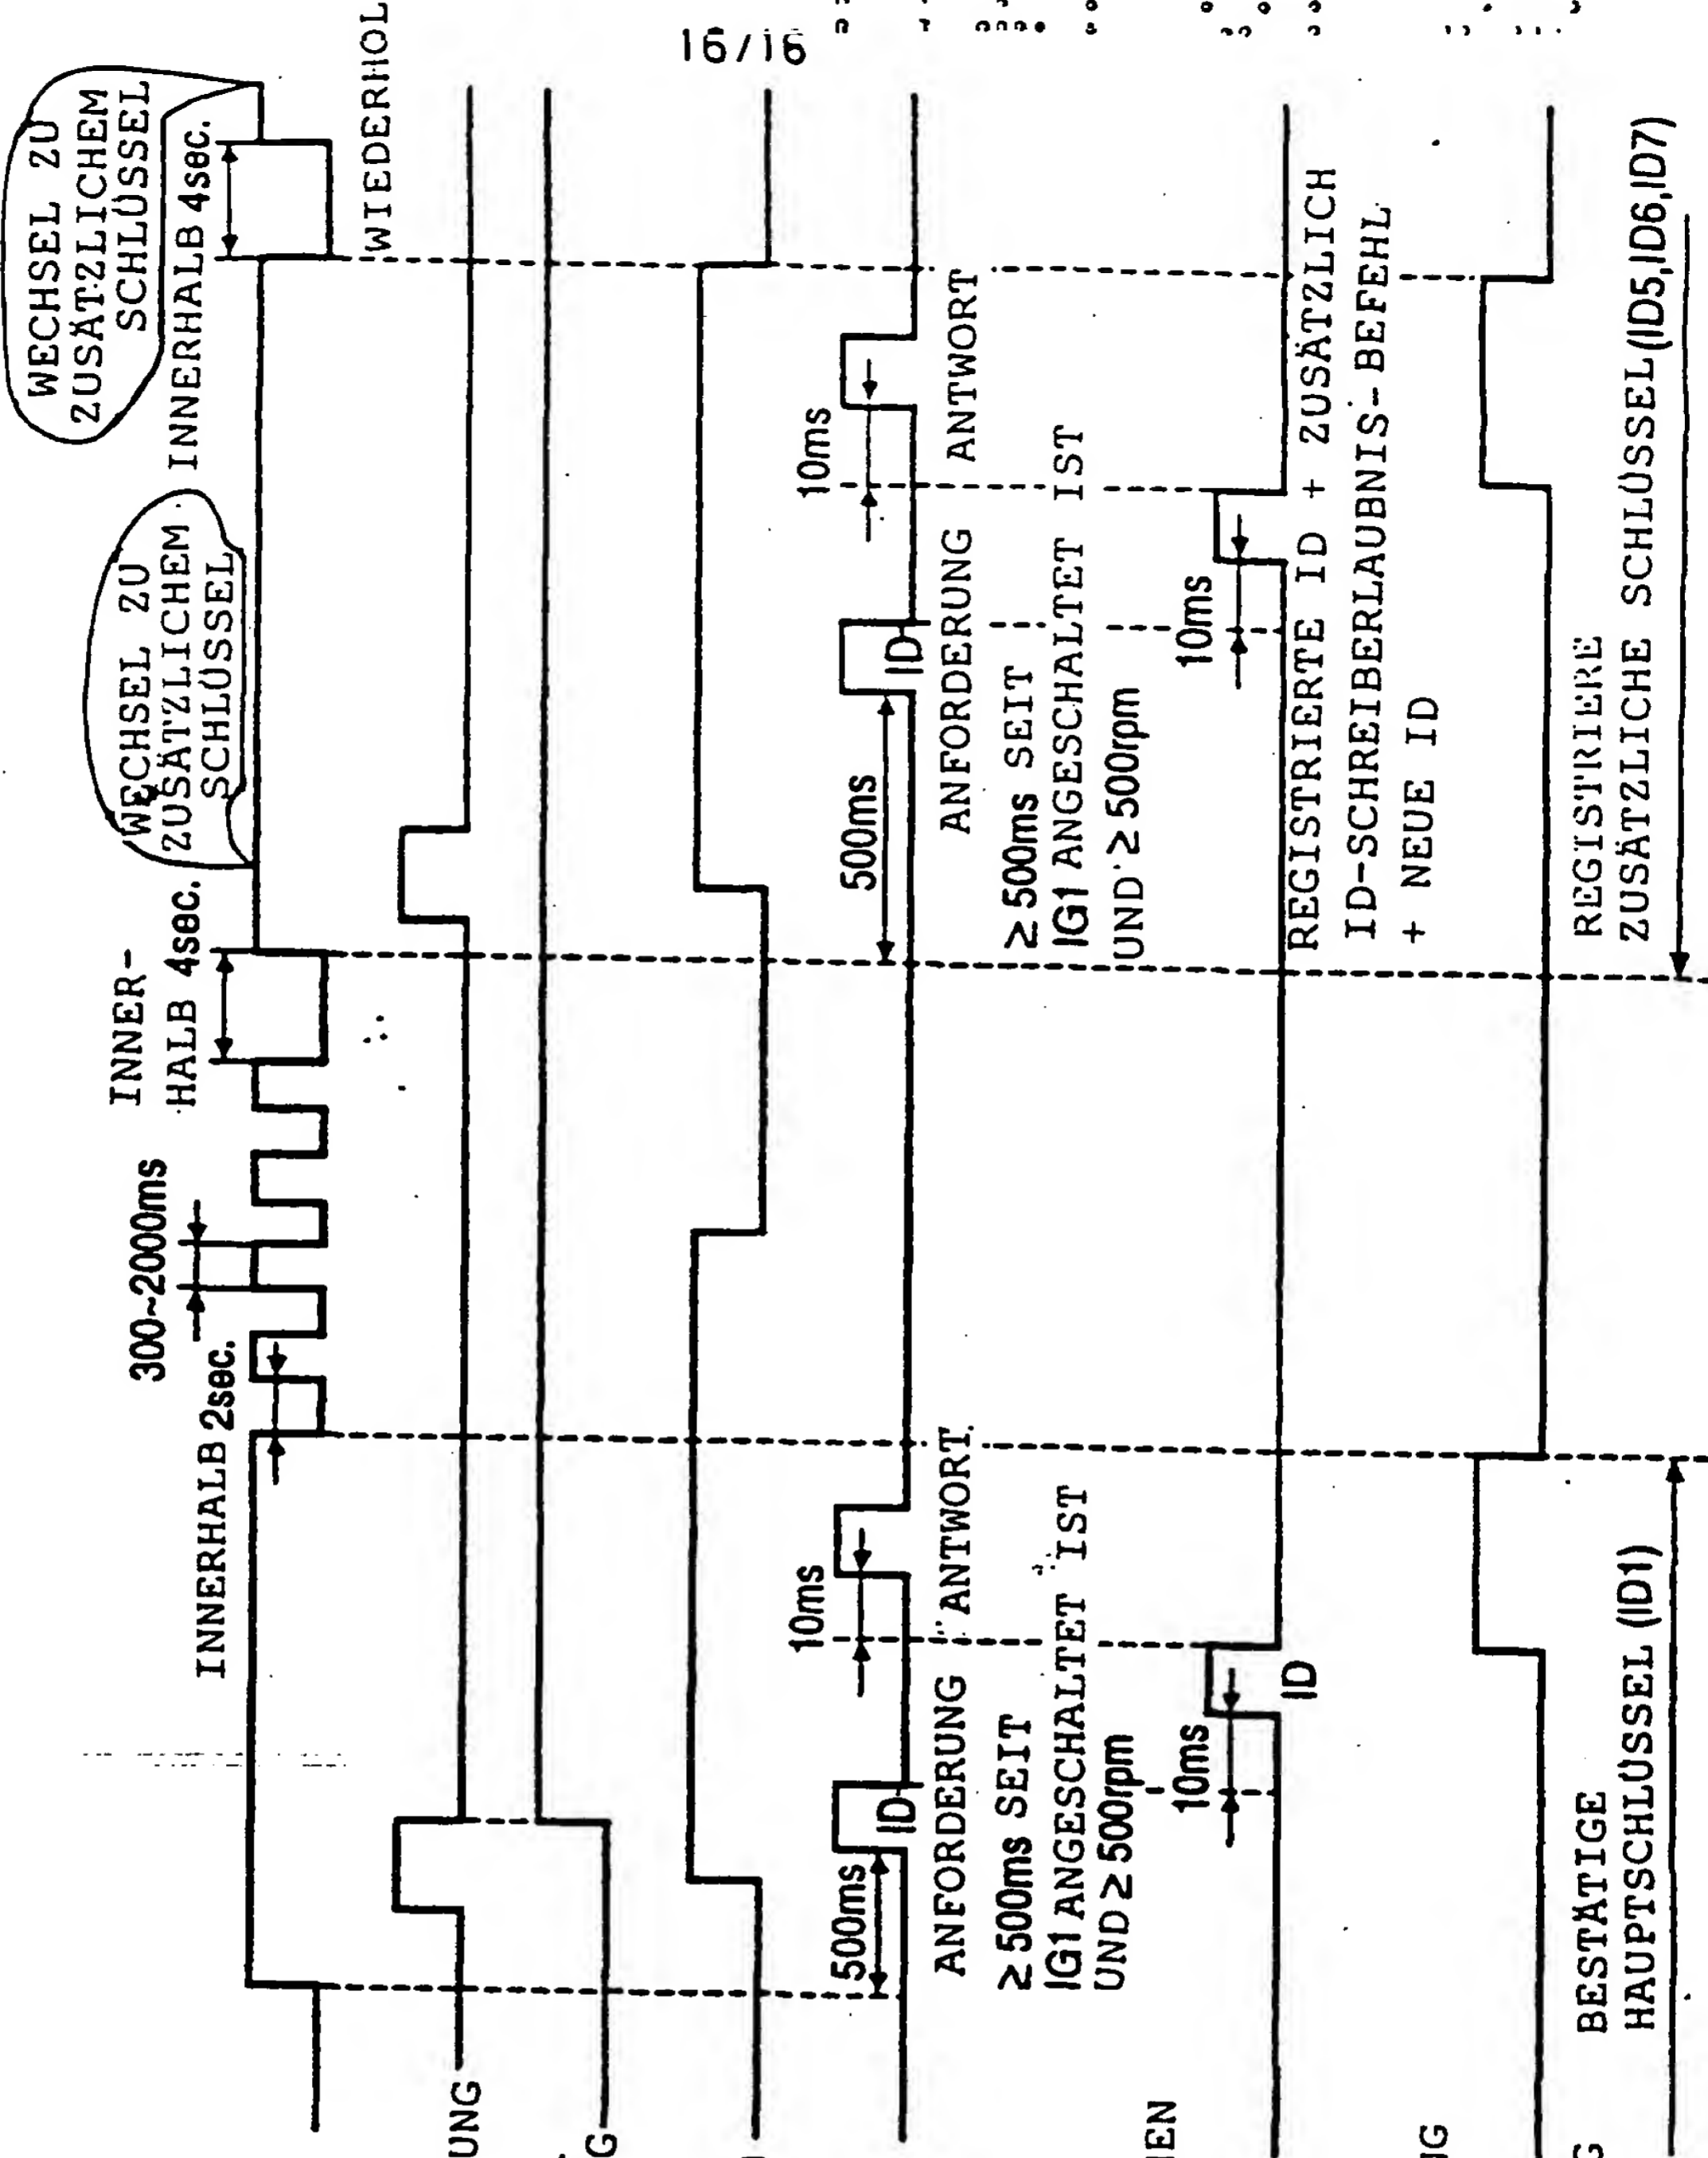 16/16
WECHSEL ZU
ZUSÄTZLICHEM
SCHLÜSSEL
INNERHALB 4sec.
WIEDERHOL
WECHSEL ZU
ZUSÄTZLICHEM
SCHLÜSSEL
INNER-
HALB 4sec.
300~2000ms
INNERHALB 2sec.
500ms
ID
10ms
ANFORDERUNG
ANTWORT
≥500ms SEIT
IG1 ANGESCHALTET IST
UND ≥500rpm
10ms
ID
500ms
ID
10ms
ANFORDERUNG
ANTWORT
≥500ms SEIT
IG1 ANGESCHALTET IST
UND ≥500rpm
10ms
REGISTRIERTE ID + ZUSÄTZLICH
ID-SCHREIBERLAUBNIS-BEFEHL
+ NEUE ID
BESTÄTIGE
HAUPTSCHLÜSSEL (ID1)
REGISTRIERE
ZUSÄTZLICHE SCHLÜSSEL (ID5,ID6,ID7)
UNG
G
EN
NG
G